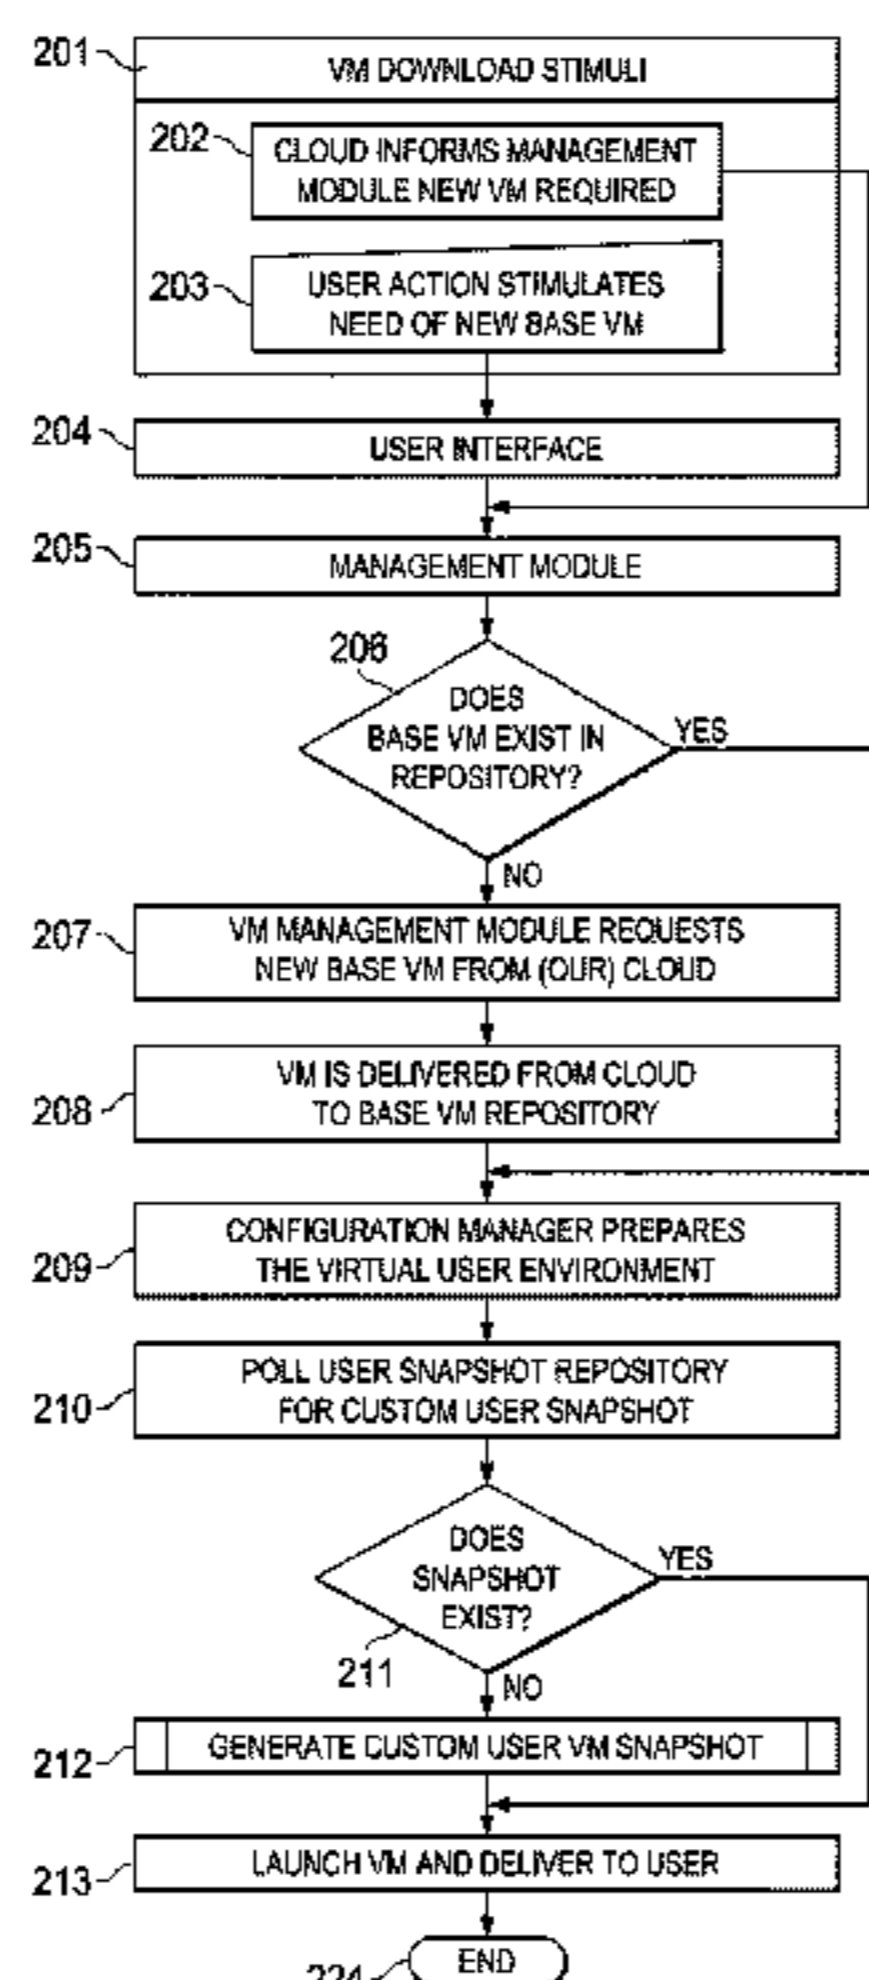 201
VM DOWNLOAD STIMULI
202
CLOUD INFORMS MANAGEMENT
MODULE NEW VM REQUIRED
203
USER ACTION STIMULATES
NEED OF NEW BASE VM
204
USER INTERFACE
205
MANAGEMENT MODULE
206
DOES
BASE VM EXIST IN
REPOSITORY?
YES
NO
207
VM MANAGEMENT MODULE REQUESTS
NEW BASE VM FROM (OUR) CLOUD
208
VM IS DELIVERED FROM CLOUD
TO BASE VM REPOSITORY
209
CONFIGURATION MANAGER PREPARES
THE VIRTUAL USER ENVIRONMENT
210
POLL USER SNAPSHOT REPOSITORY
FOR CUSTOM USER SNAPSHOT
DOES
SNAPSHOT
EXIST?
YES
211
NO
212
GENERATE CUSTOM USER VM SNAPSHOT
213
LAUNCH VM AND DELIVER TO USER
END
224